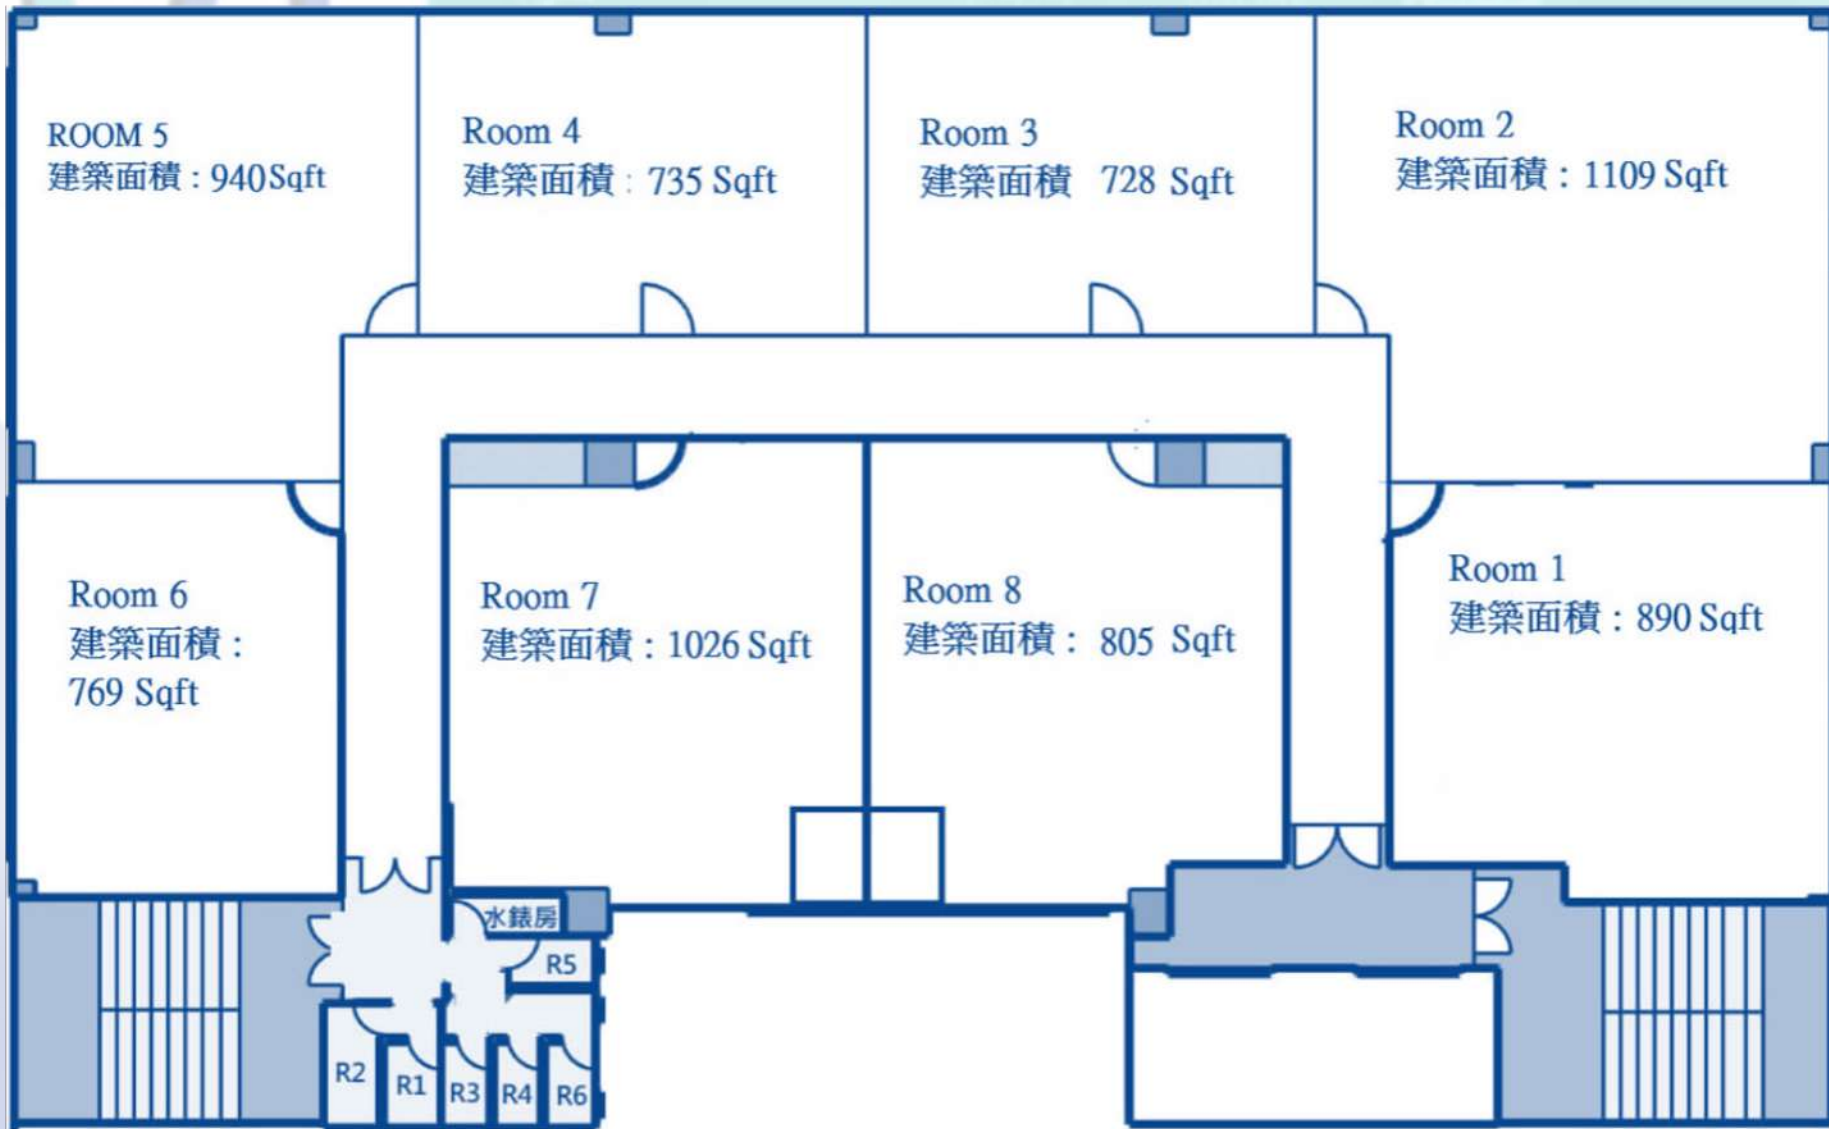 ROOM 5
建築面積 : 940 Sqft
Room 4
建築面積 : 735 Sqft
Room 3
建築面積 728 Sqft
Room 2
建築面積 : 1109 Sqft
Room 6
建築面積 :
769 Sqft
Room 7
建築面積 : 1026 Sqft
Room 8
建築面積 : 805 Sqft
Room 1
建築面積 : 890 Sqft
水錶房
R5
R2
R1
R3
R4
R6